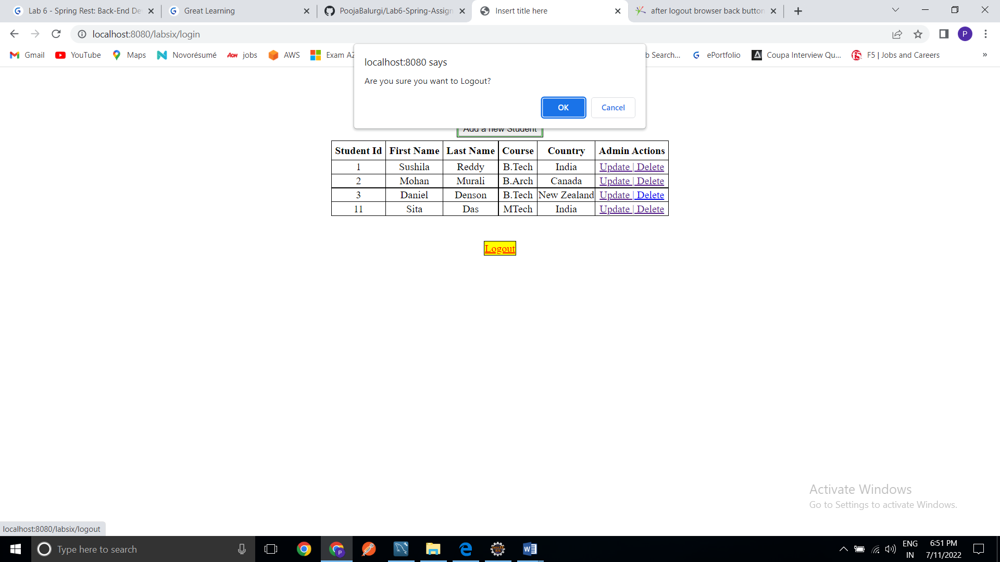 Lab 6 - Spring Rest: Back-End De
Great Learning
PoojaBalurgi/Lab6-Spring-Assign
Insert title here
after logout browser back button
localhost:8080/labsix/login
P
Gmail
YouTube
Maps
Novorésumé
AON
jobs
AWS
Exam AZ
b Search...
ePortfolio
Coupa Interview Qu...
F5 | Jobs and Careers
»
localhost:8080 says
Are you sure you want to Logout?
OK
Cancel
Add a new Student
Student Id First Name Last Name Course Country Admin Actions
1 Sushila Reddy B.Tech India Update | Delete
2 Mohan Murali B.Arch Canada Update | Delete
3 Daniel Denson B.Tech New Zealand Update | Delete
11 Sita Das MTech India Update | Delete
Logout
Activate Windows
Go to Settings to activate Windows.
localhost:8080/labsix/logout
Type here to search
ENG
IN
6:51 PM
7/11/2022